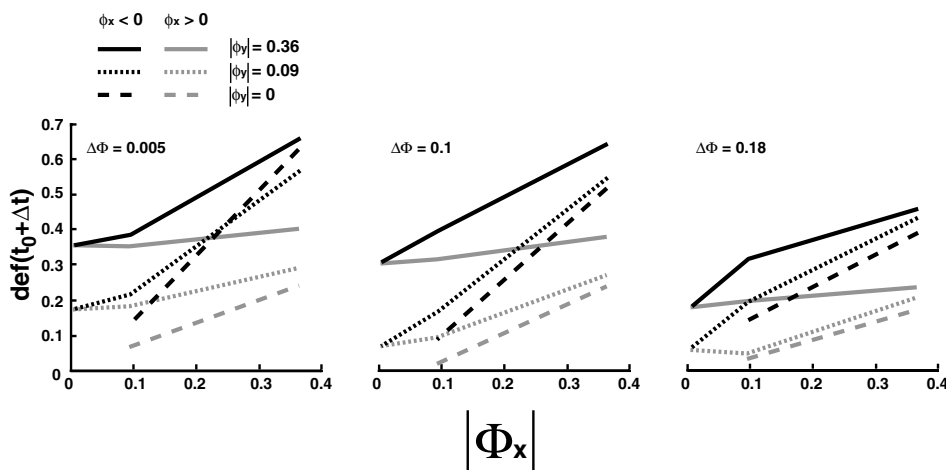 ϕx < 0 ϕx > 0
|ϕy| = 0.36
|ϕy| = 0.09
|ϕy| = 0
0.7
0.6
0.5
0.4
0.3
0.2
0.1
0
def(t0+Δt)
ΔΦ = 0.005
ΔΦ = 0.1
ΔΦ = 0.18
0 0.1 0.2 0.3 0.4
0 0.1 0.2 0.3 0.4
0 0.1 0.2 0.3 0.4
|Φx|